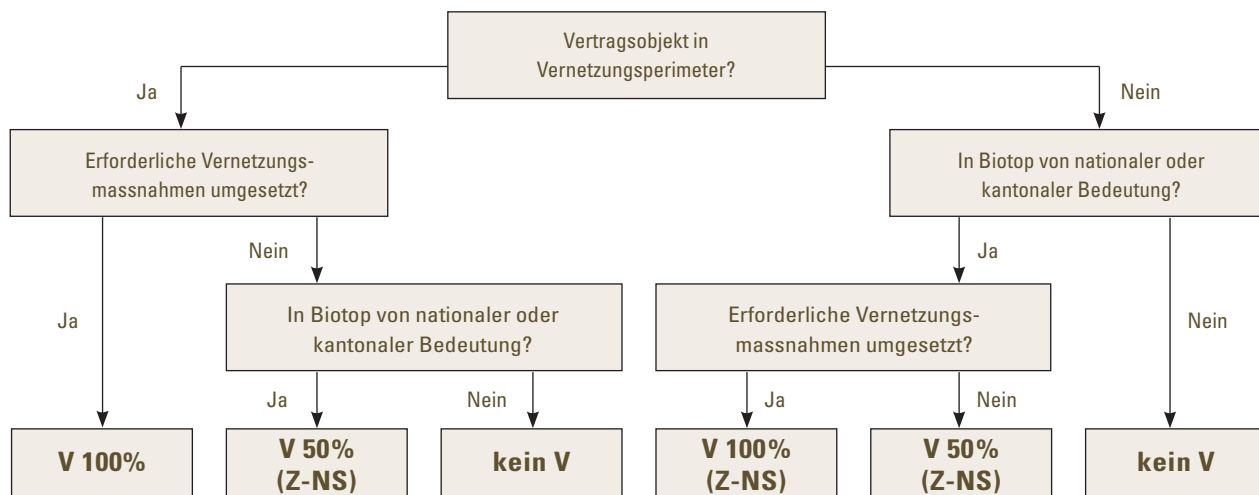 Vertragsobjekt in
Vernetzungsperimeter?
Ja
Nein
Erforderliche Vernetzungs-
massnahmen umgesetzt?
In Biotop von nationaler oder
kantonaler Bedeutung?
Nein
Ja
Ja
In Biotop von nationaler oder
kantonaler Bedeutung?
Erforderliche Vernetzungs-
massnahmen umgesetzt?
Nein
Ja
Nein
Ja
Nein
V 100%
V 50%
(Z-NS)
kein V
V 100%
(Z-NS)
V 50%
(Z-NS)
kein V